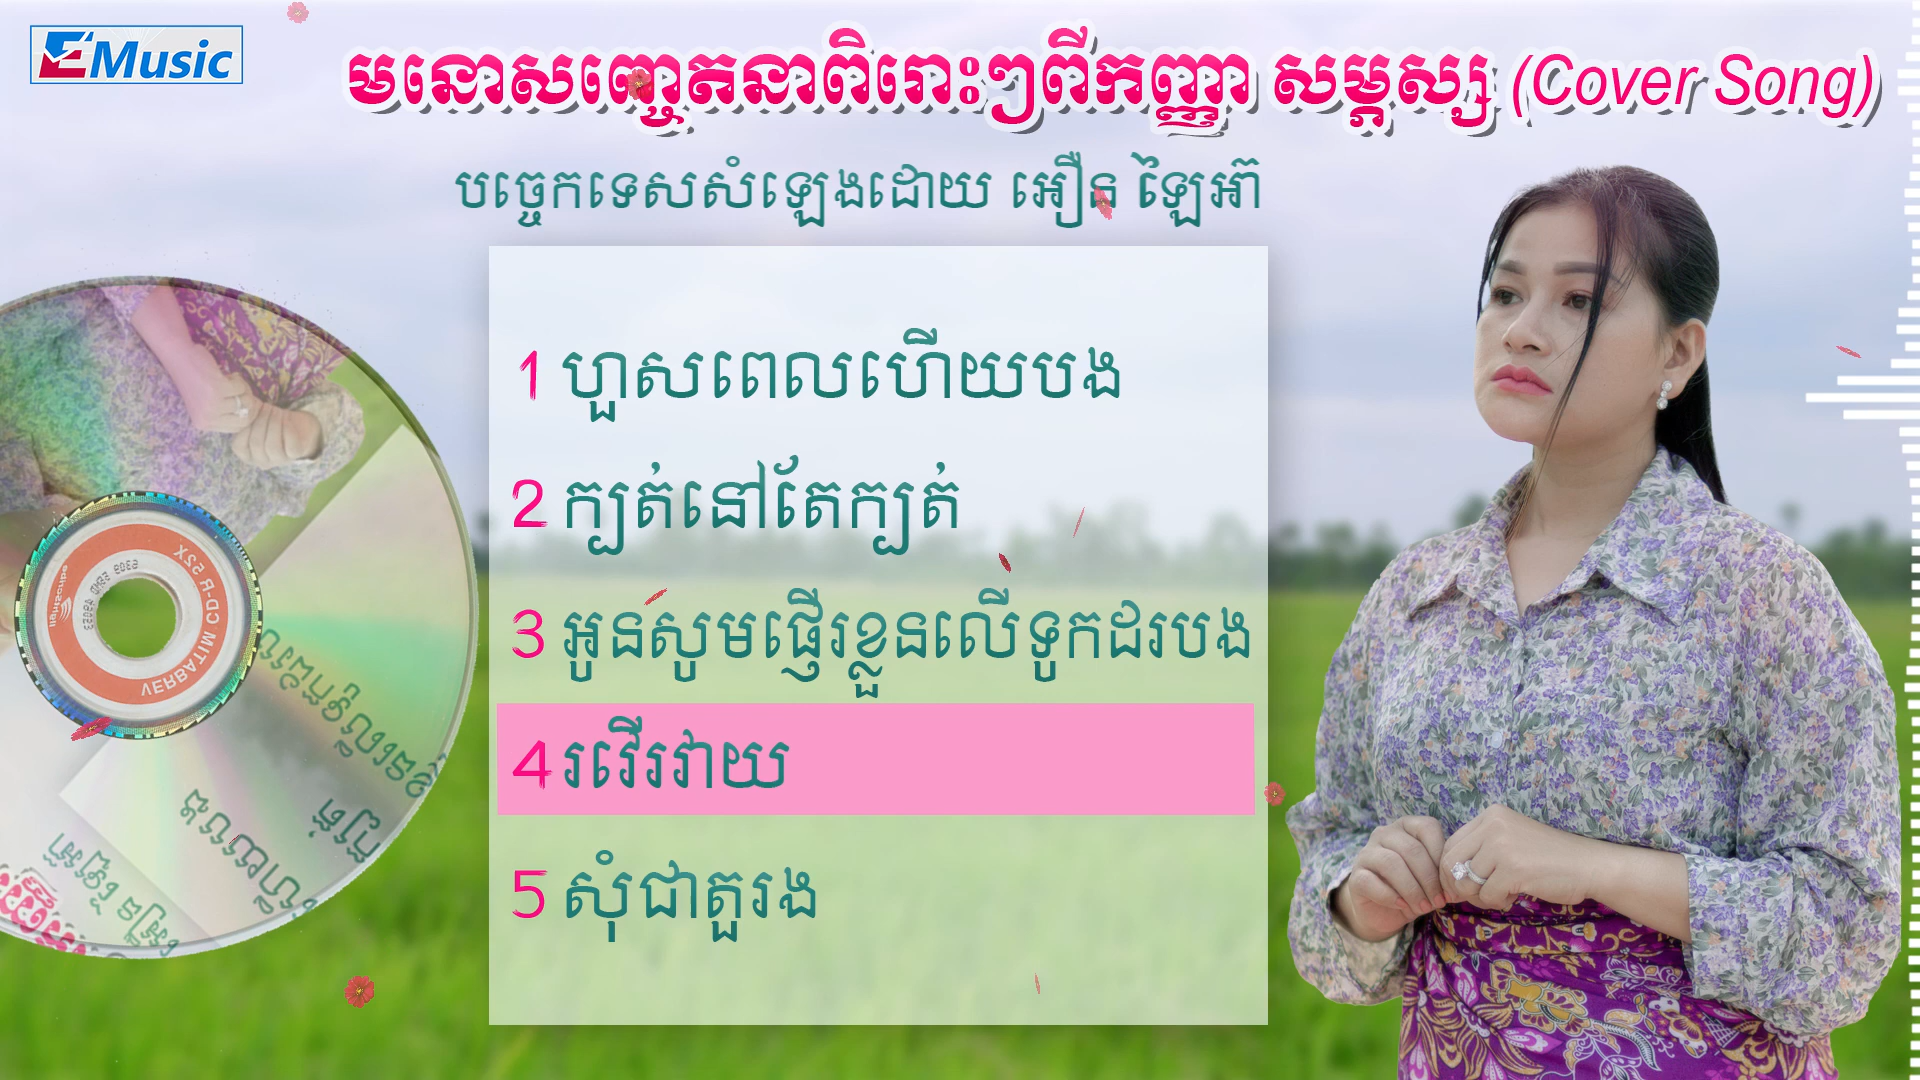 E Music
មនោសញ្ចេតនាពិរោះៗពីកញ្ញា សម្ផស្ស (Cover Song)
បច្ចេកទេសសំឡេងដោយ អឿន ឡៃអ៊ា
1 ហួសពេលហើយបង
2 ក្បត់នៅតែក្បត់
3 អូនសូមផ្ញើរខ្លួនលើទូកដរបង
4 រវើរវាយ
5 សុំជាតួរង
VERBATIM CD-R 52X